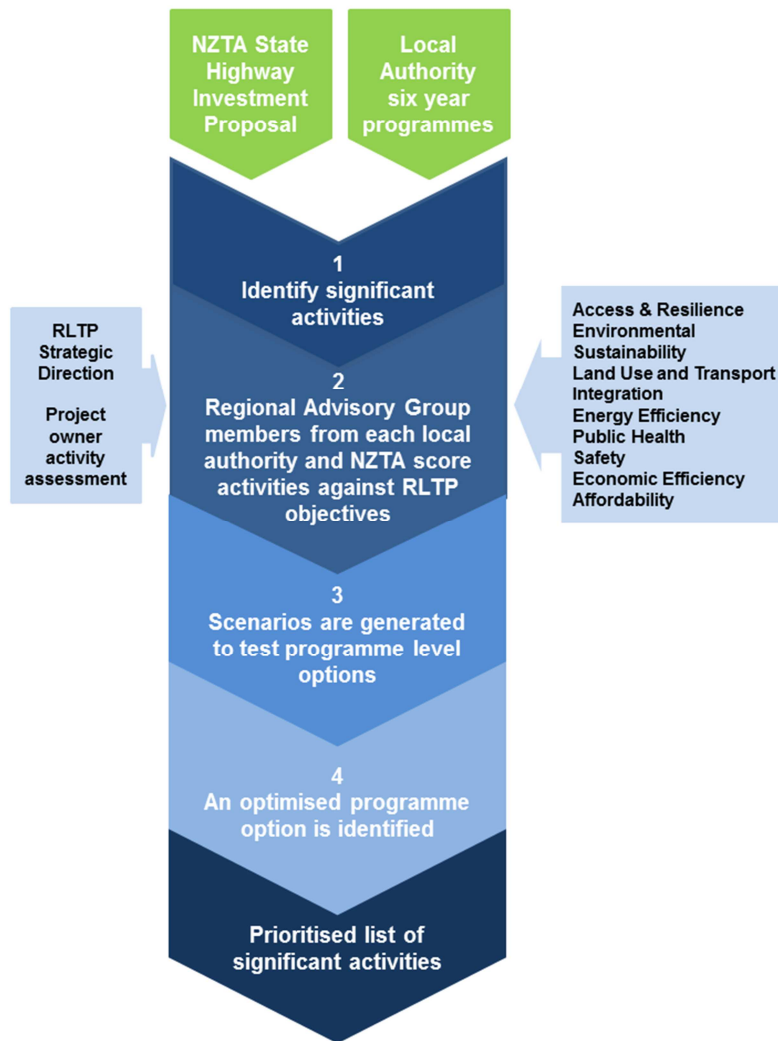 NZTA State
Highway
Investment
Proposal
Local
Authority
six year
programmes
1
Identify significant
activities
RLTP
Strategic
Direction
Project
owner
activity
assessment
2
Regional Advisory Group
members from each local
authority and NZTA score
activities against RLTP
objectives
Access & Resilience
Environmental
Sustainability
Land Use and Transport
Integration
Energy Efficiency
Public Health
Safety
Economic Efficiency
Affordability
3
Scenarios are generated
to test programme level
options
4
An optimised programme
option is identified
Prioritised list of
significant activities